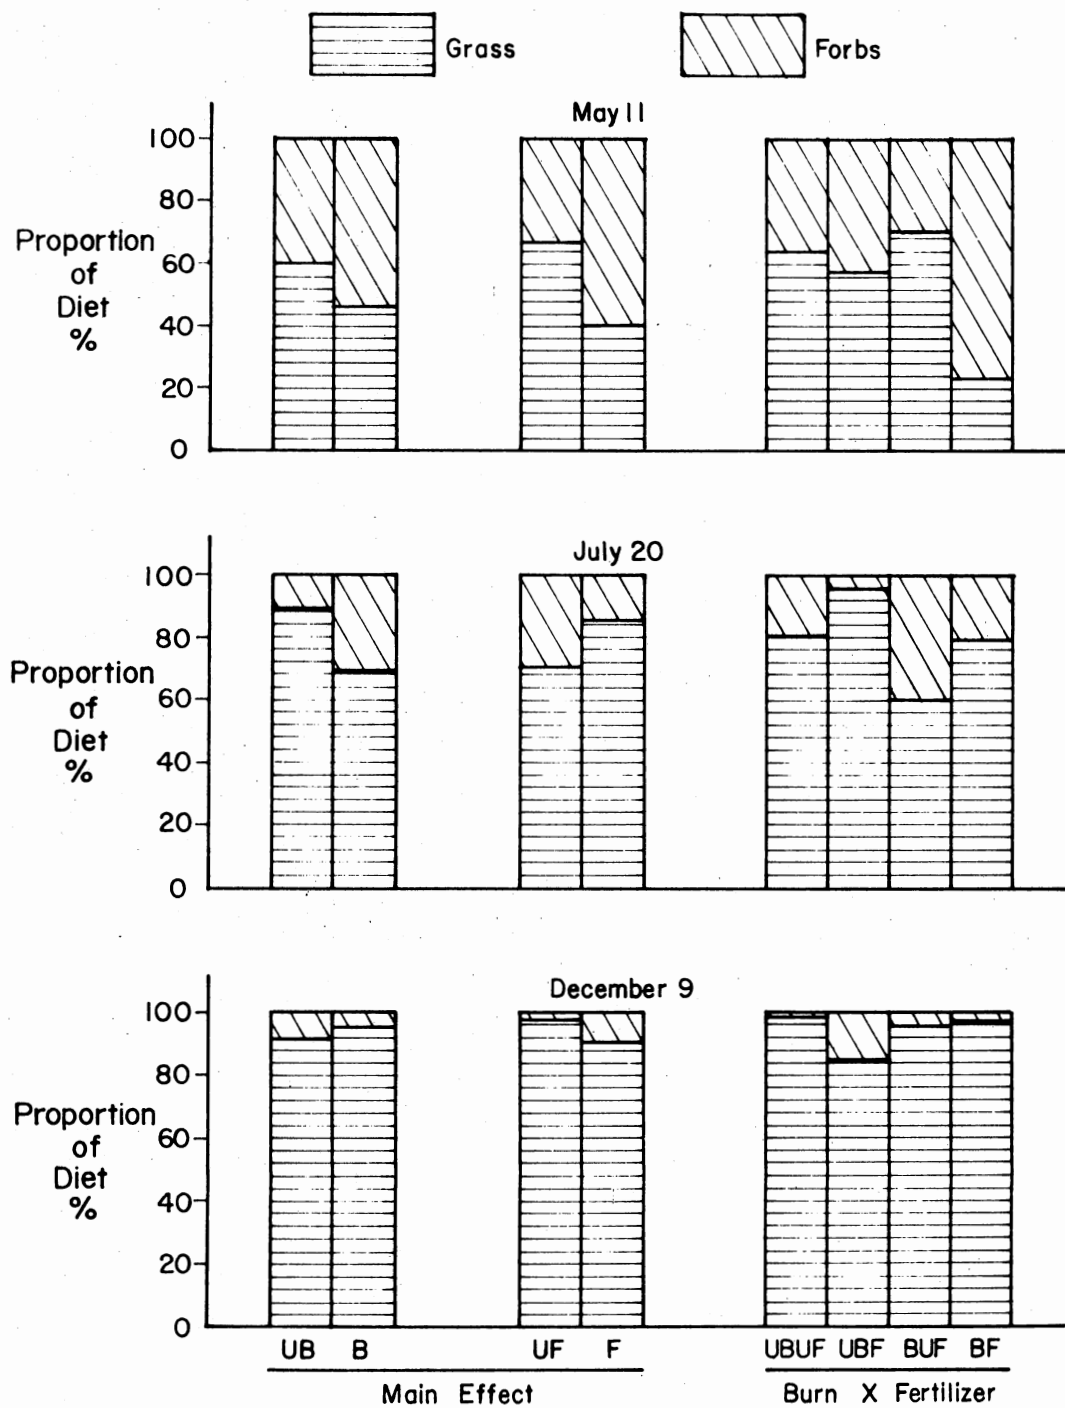 Grass Forbs
May 11
100
80
60
40
20
0
Proportion
of
Diet
%
July 20
100
80
60
40
20
0
Proportion
of
Diet
%
December 9
100
80
60
40
20
0
Proportion
of
Diet
%
UB B UF F UBUF UBF BUF BF
Main Effect Burn X Fertilizer